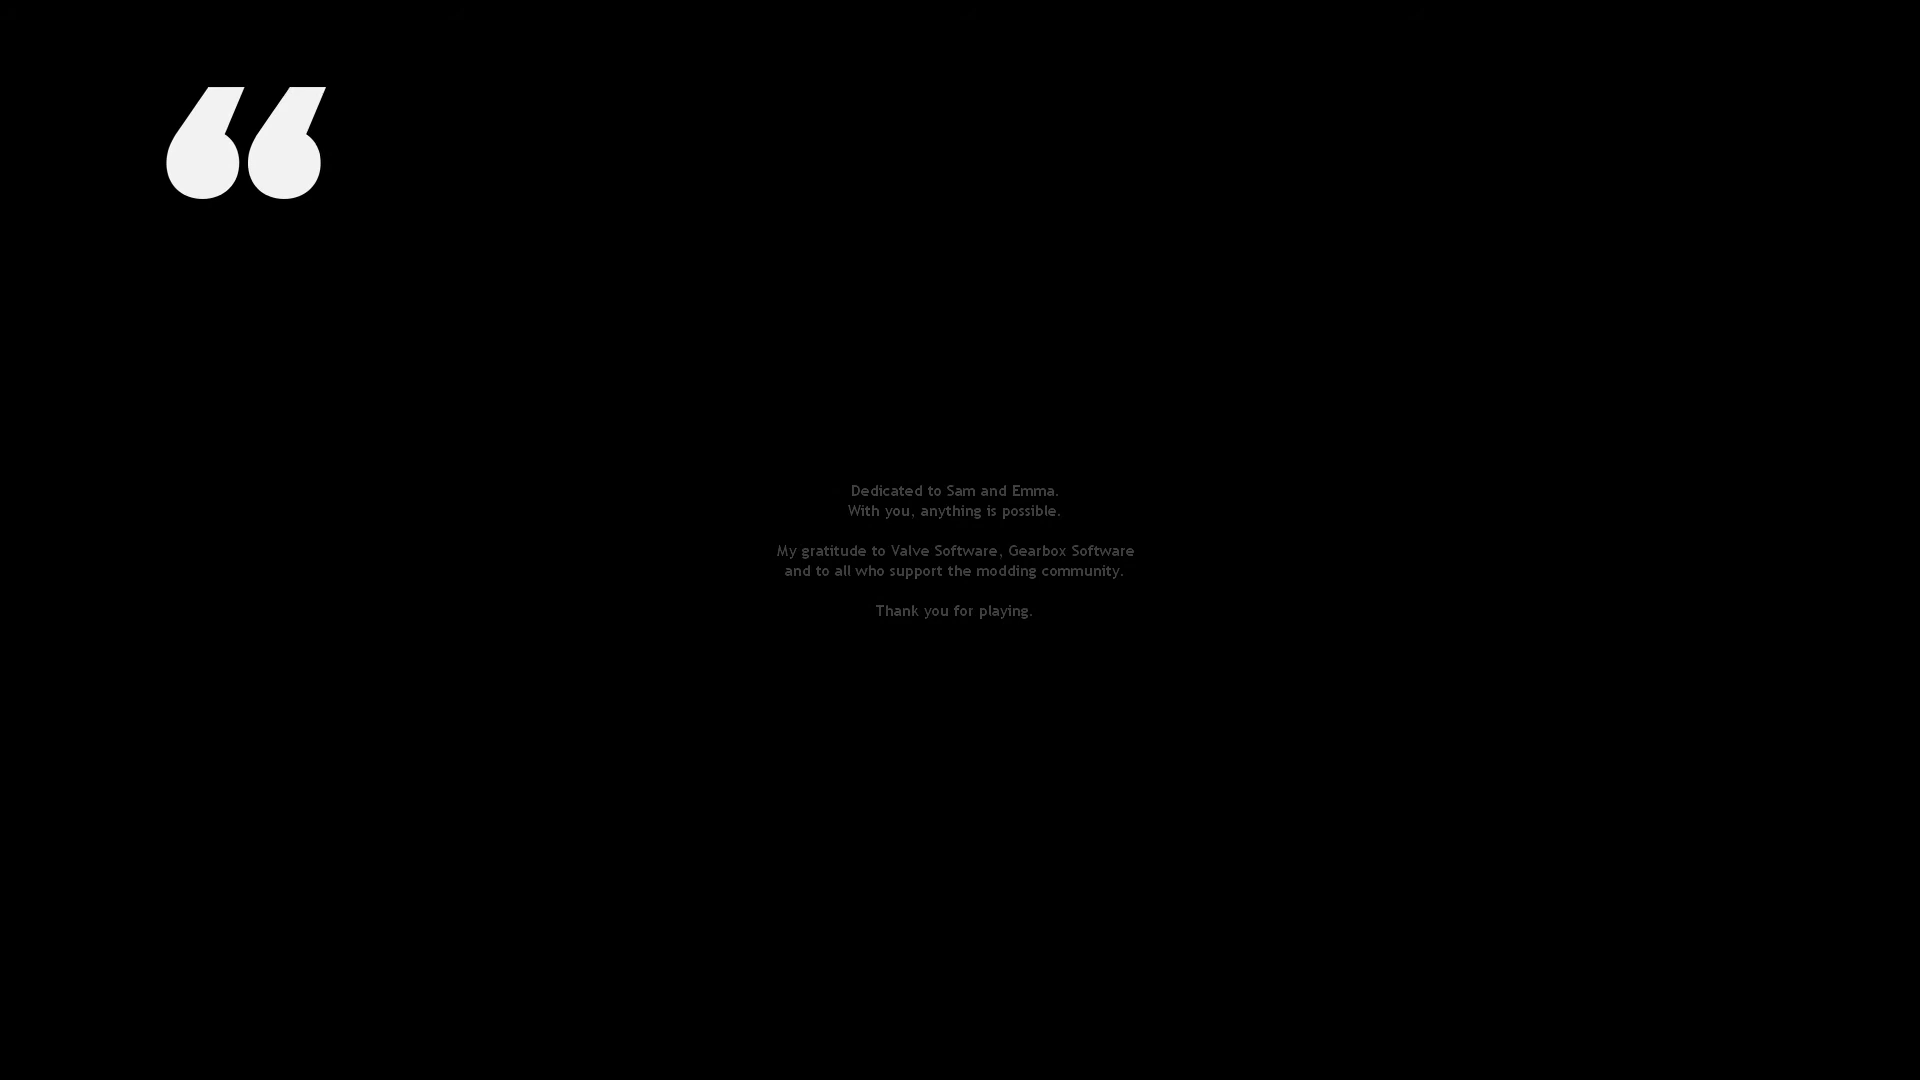 “
Dedicated to Sam and Emma.
With you, anything is possible.
My gratitude to Valve Software, Gearbox Software
and to all who support the modding community.
Thank you for playing.